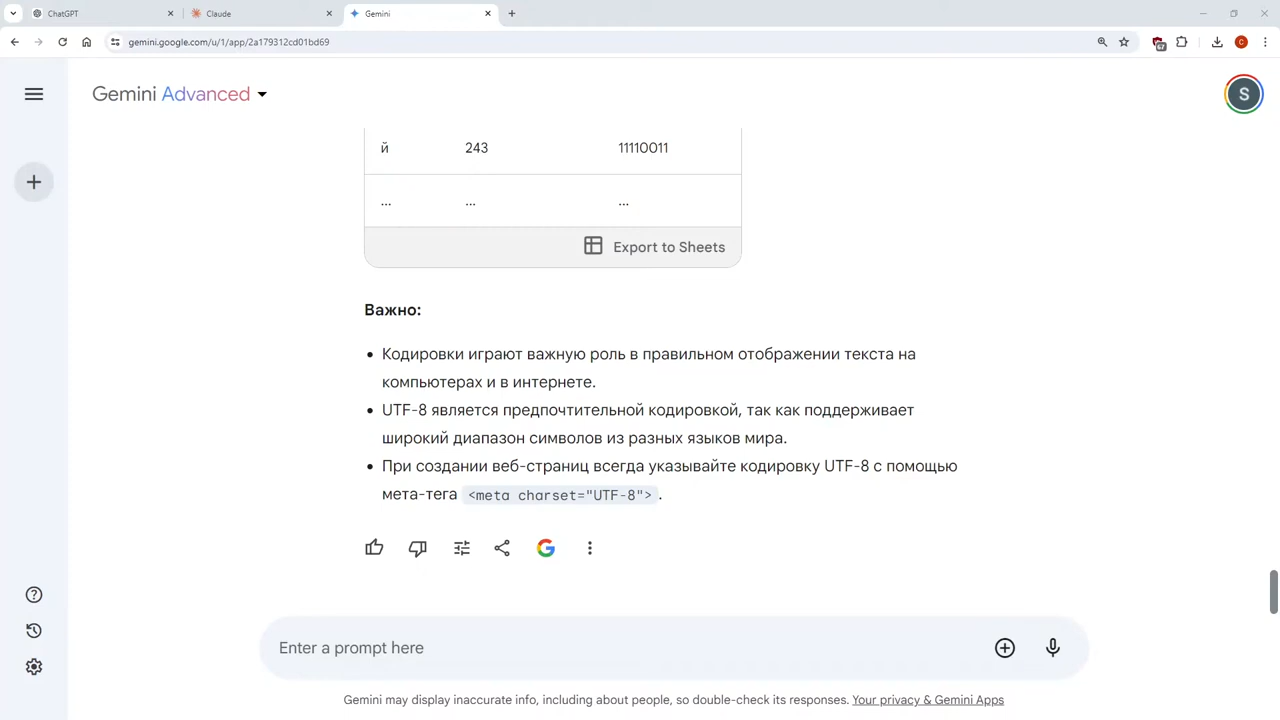 ChatGPT
Claude
Gemini
gemini.google.com/u/1/app/2a179312cd01bd69
67
C
Gemini Advanced
S
й 243 11110011
... ... ...
Export to Sheets
Важно:
• Кодировки играют важную роль в правильном отображении текста на
компьютерах и в интернете.
• UTF-8 является предпочтительной кодировкой, так как поддерживает
широкий диапазон символов из разных языков мира.
• При создании веб-страниц всегда указывайте кодировку UTF-8 с помощью
мета-тега <meta charset="UTF-8">.
Enter a prompt here
Gemini may display inaccurate info, including about people, so double-check its responses. Your privacy & Gemini Apps